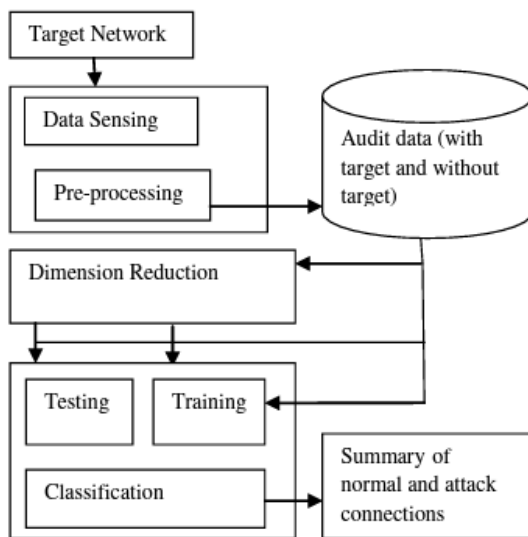 Target Network
Data Sensing
Pre-processing
Audit data (with
target and without
target)
Dimension Reduction
Testing
Training
Classification
Summary of
normal and attack
connections